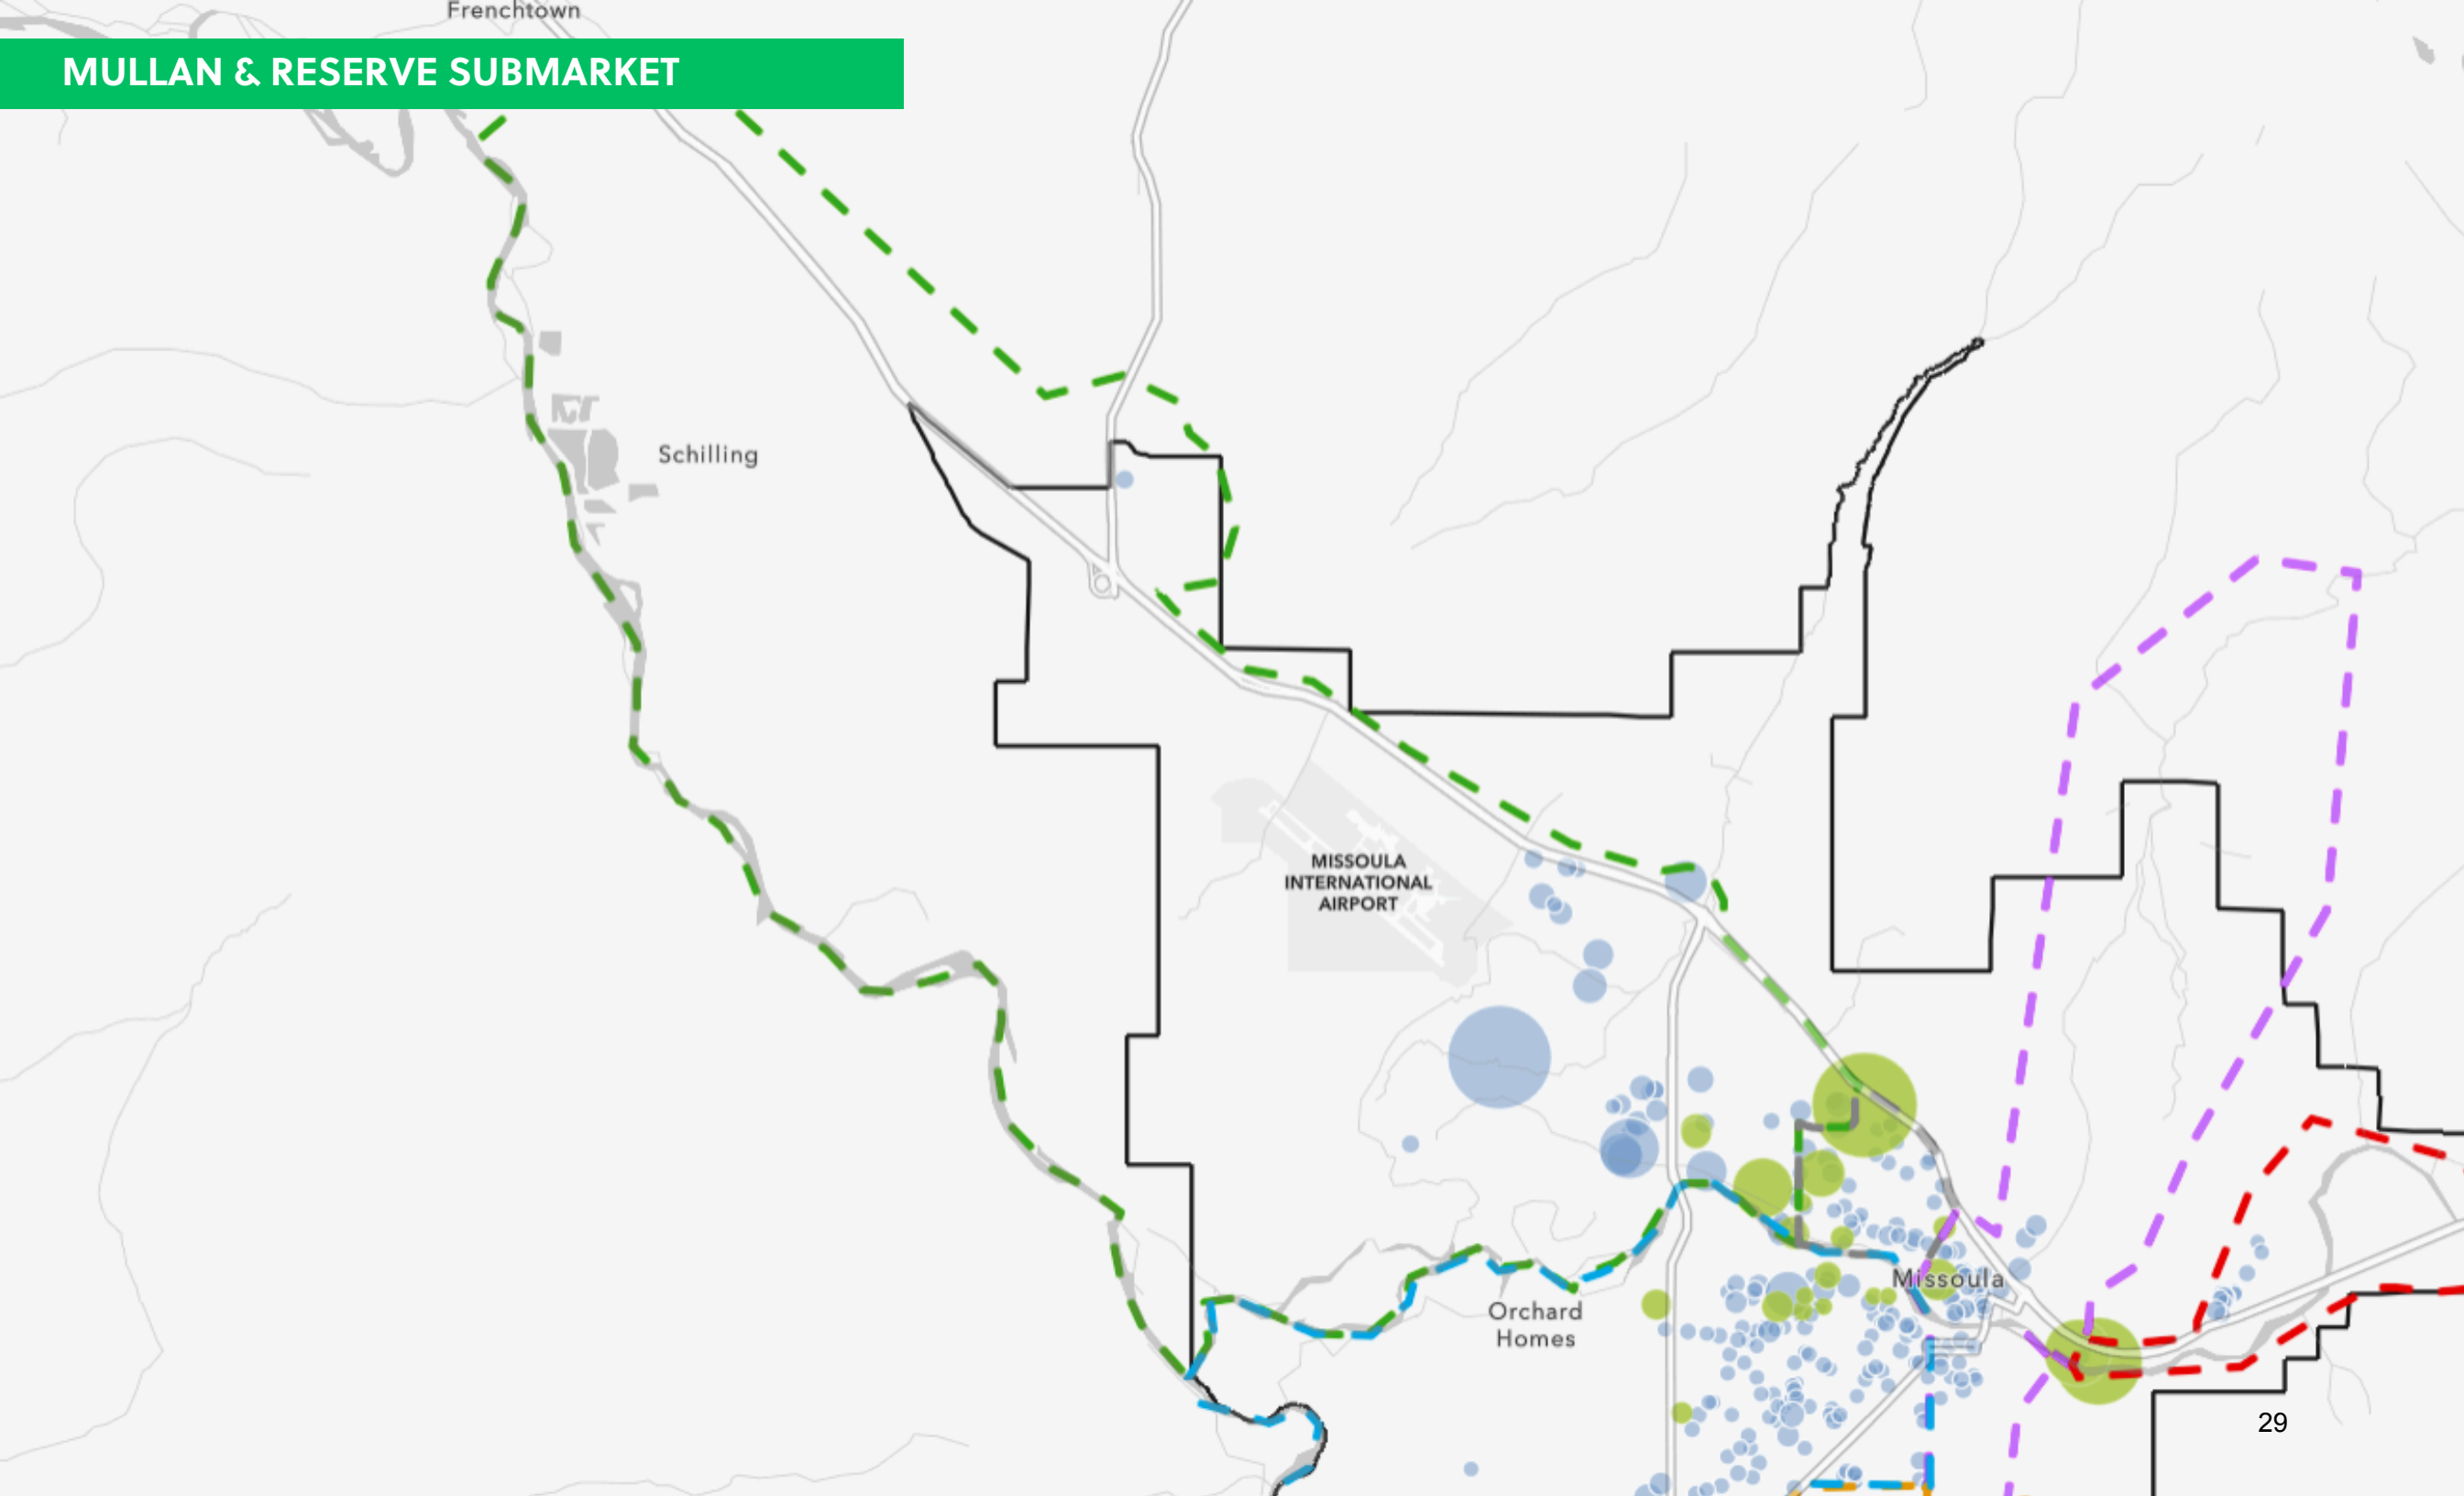 Frenchtown
MULLAN & RESERVE SUBMARKET
Schilling
MISSOULA
INTERNATIONAL
AIRPORT
Missoula
Orchard
Homes
29